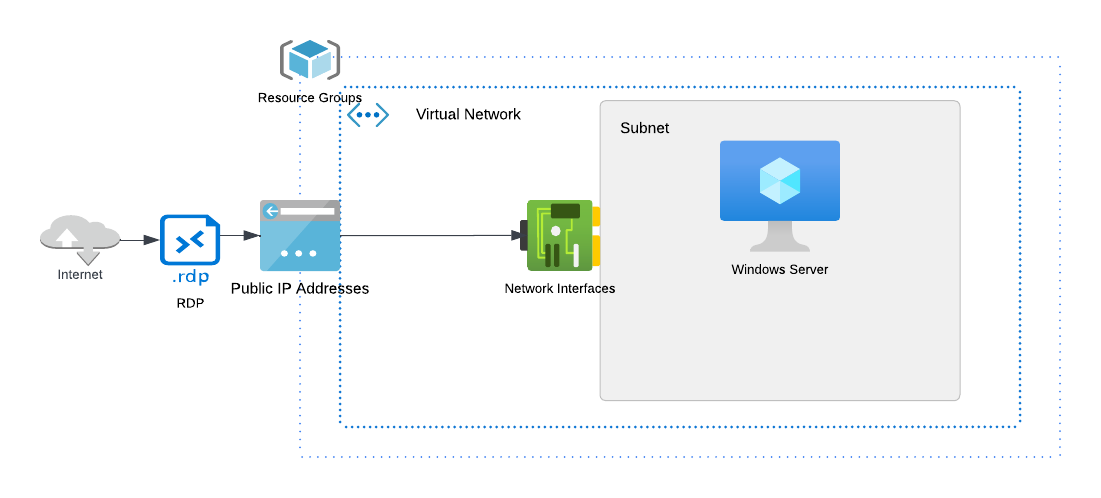 Resource Groups
Virtual Network
Subnet
Internet
.rdp
RDP
Public IP Addresses
Network Interfaces
Windows Server